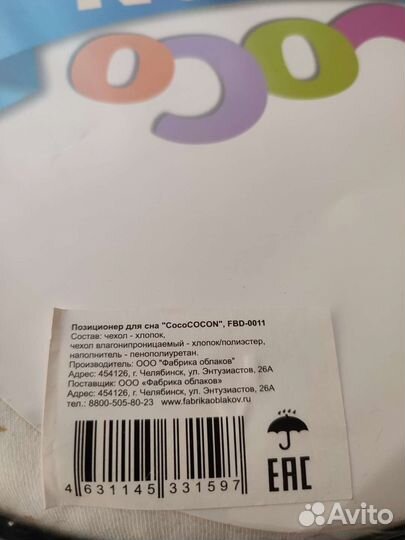 Позиционер для сна "CocoCOCON", FBD-0011
Состав: чехол - хлопок,
чехол влагонипроницаемый - хлопок/полиэстер,
наполнитель - пенополиуретан.
Производитель: ООО "Фабрика облаков"
Адрес: 454126, г. Челябинск, ул. Энтузиастов, 26А
Поставщик: ООО «Фабрика облаков»
Адрес: 454126, г. Челябинск, ул. Энтузиастов, 26А
тел.: 8800-505-80-23 www.fabrikaoblakov.ru
4 631145 331597
EAC
Avito